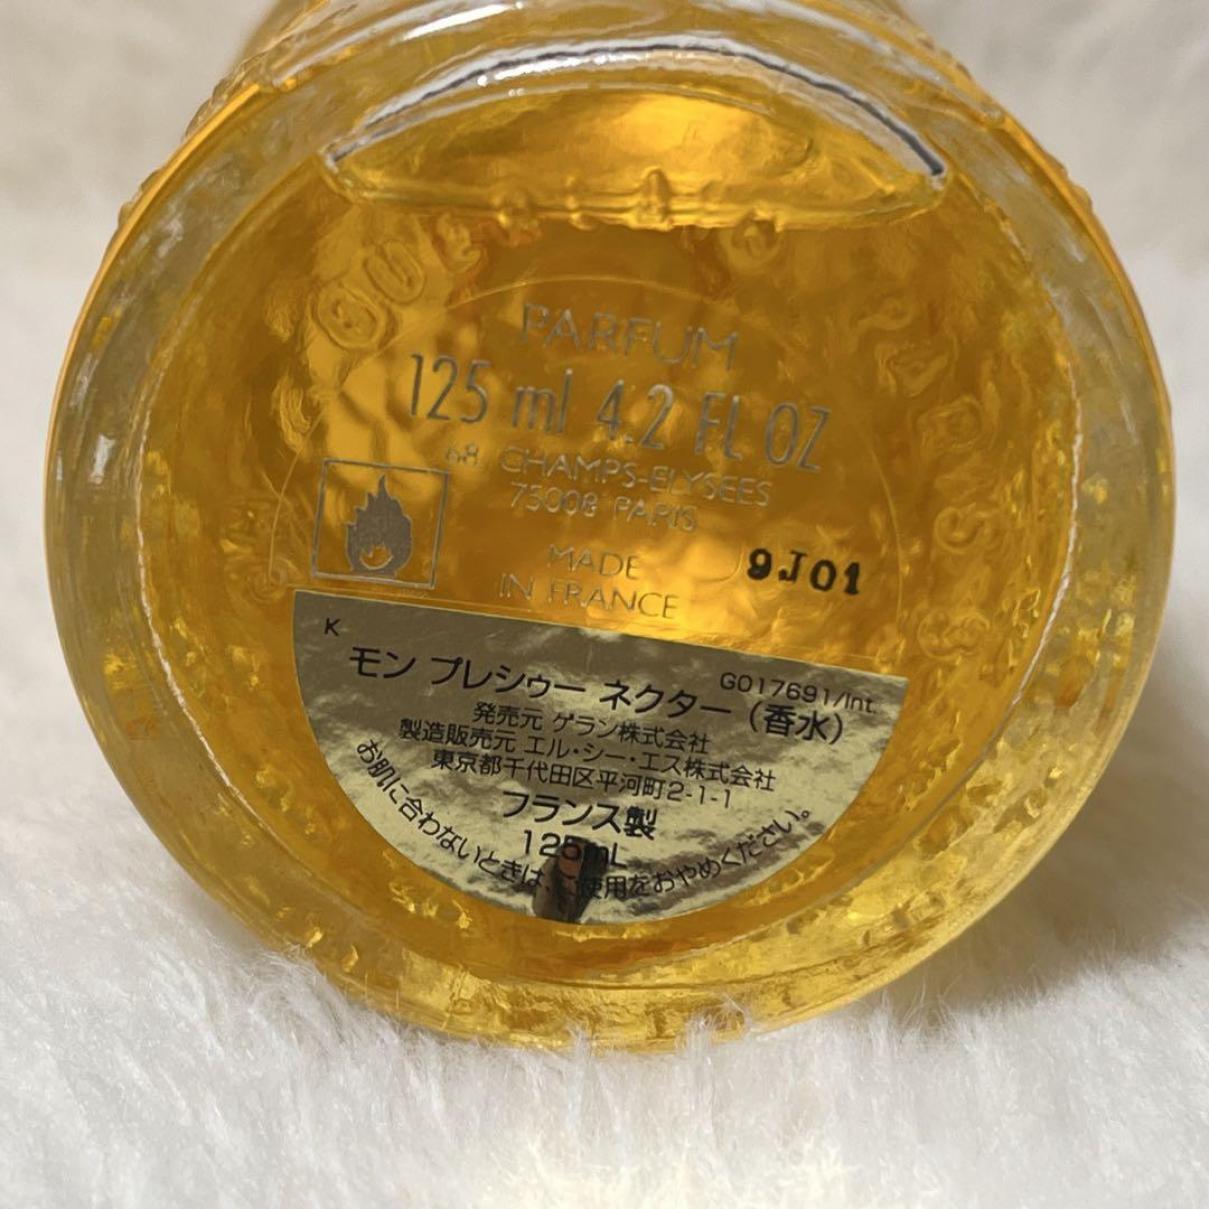 PARFUM
125 ml 4.2 FL OZ
68 CHAMPS-ELYSEES
75008 PARIS
MADE
IN FRANCE
9J01
K
G017691/Int.
モン プレシゥー ネクター（香水）
発売元 ゲラン株式会社
製造販売元 エル・シー・エス株式会社
東京都千代田区平河町2-1-1
フランス製
125mL
お肌に合わないときは、ご使用をおやめください。